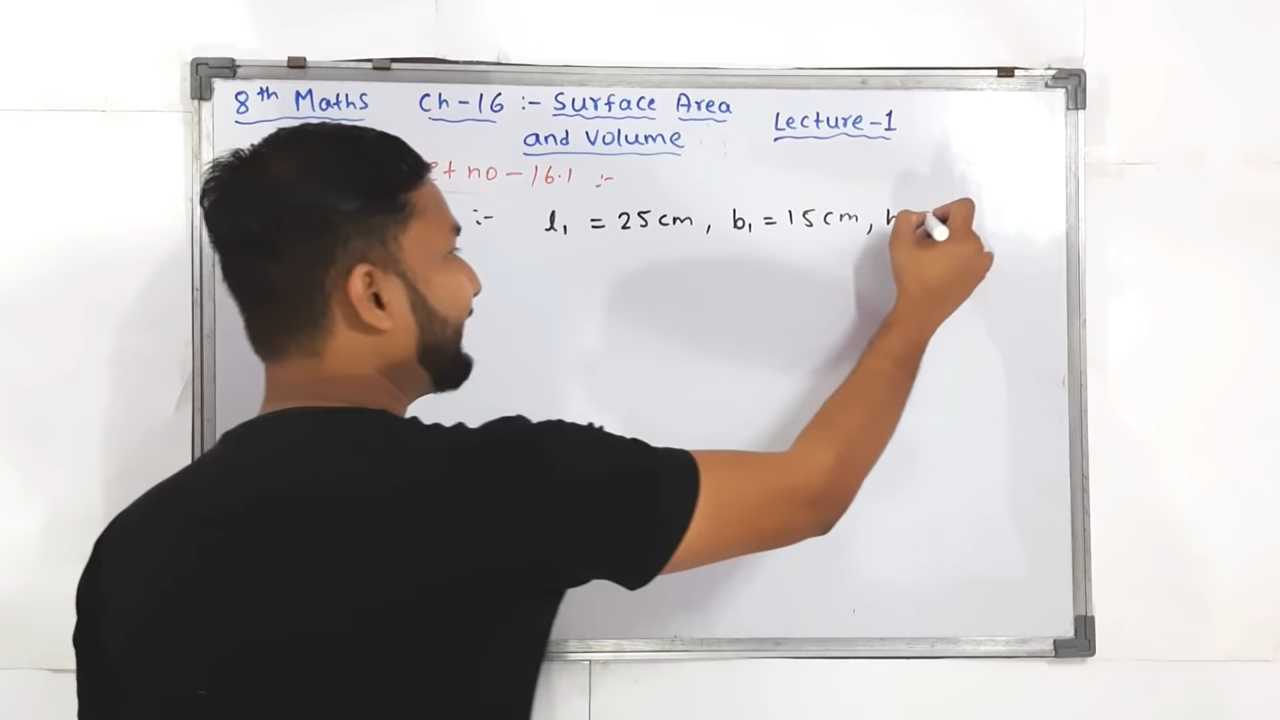 8th Maths Ch-16 :- Surface Area and Volume Lecture-1
no - 16.1 :-
:- l₁ = 25 cm, b₁ = 15 cm,